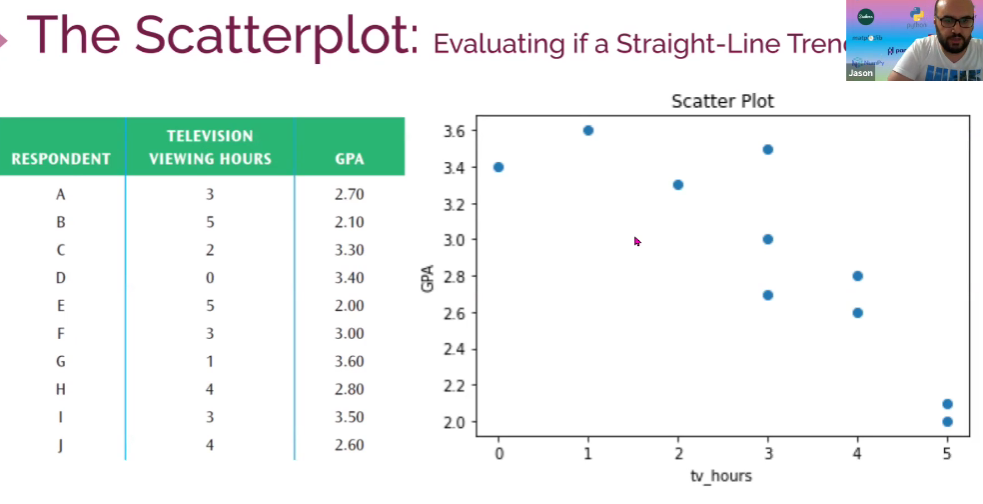 The Scatterplot: Evaluating if a Straight-Line Tren
Jason
RESPONDENT TELEVISION VIEWING HOURS GPA
A 3 2.70
B 5 2.10
C 2 3.30
D 0 3.40
E 5 2.00
F 3 3.00
G 1 3.60
H 4 2.80
I 3 3.50
J 4 2.60
Scatter Plot
GPA
3.6
3.4
3.2
3.0
2.8
2.6
2.4
2.2
2.0
0 1 2 3 4 5
tv_hours